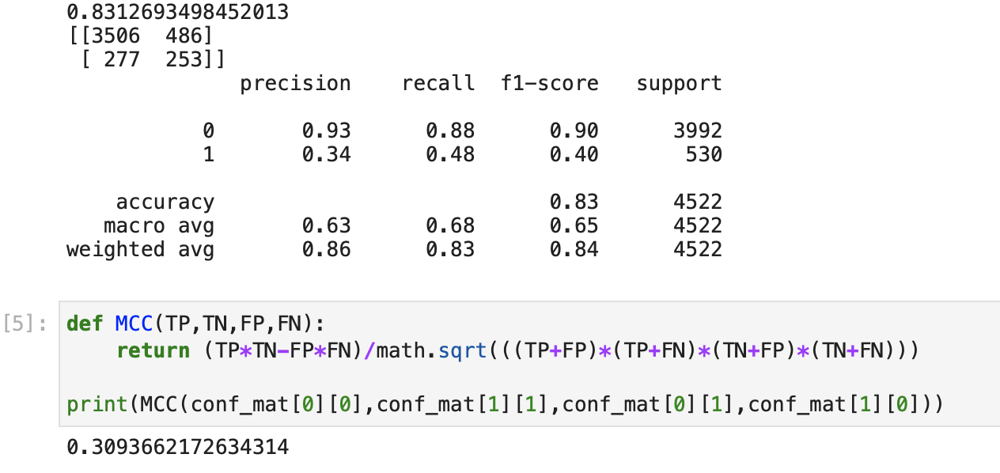 0.8312693498452013
[[3506  486]
 [ 277  253]]
              precision    recall  f1-score   support

           0       0.93      0.88      0.90      3992
           1       0.34      0.48      0.40       530

    accuracy                           0.83      4522
   macro avg       0.63      0.68      0.65      4522
weighted avg       0.86      0.83      0.84      4522

[5]: def MCC(TP,TN,FP,FN):
    return (TP*TN-FP*FN)/math.sqrt(((TP+FP)*(TP+FN)*(TN+FP)*(TN+FN)))

print(MCC(conf_mat[0][0],conf_mat[1][1],conf_mat[0][1],conf_mat[1][0]))
0.3093662172634314